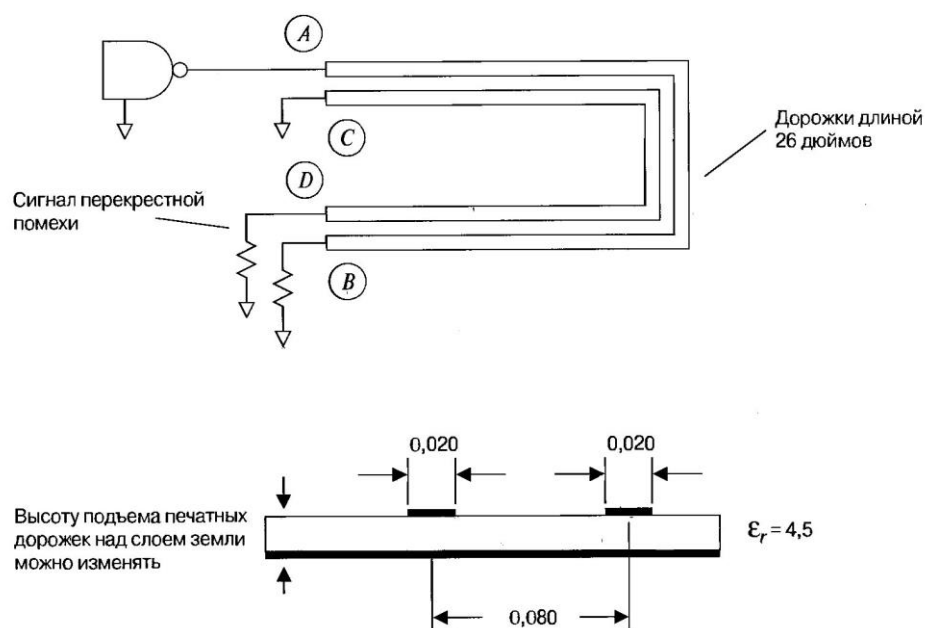 A
C
D
B
Дорожки длиной
26 дюймов
Сигнал перекрестной
помехи
0,020
0,020
Высоту подъема печатных
дорожек над слоем земли
можно изменять
εr = 4,5
0,080